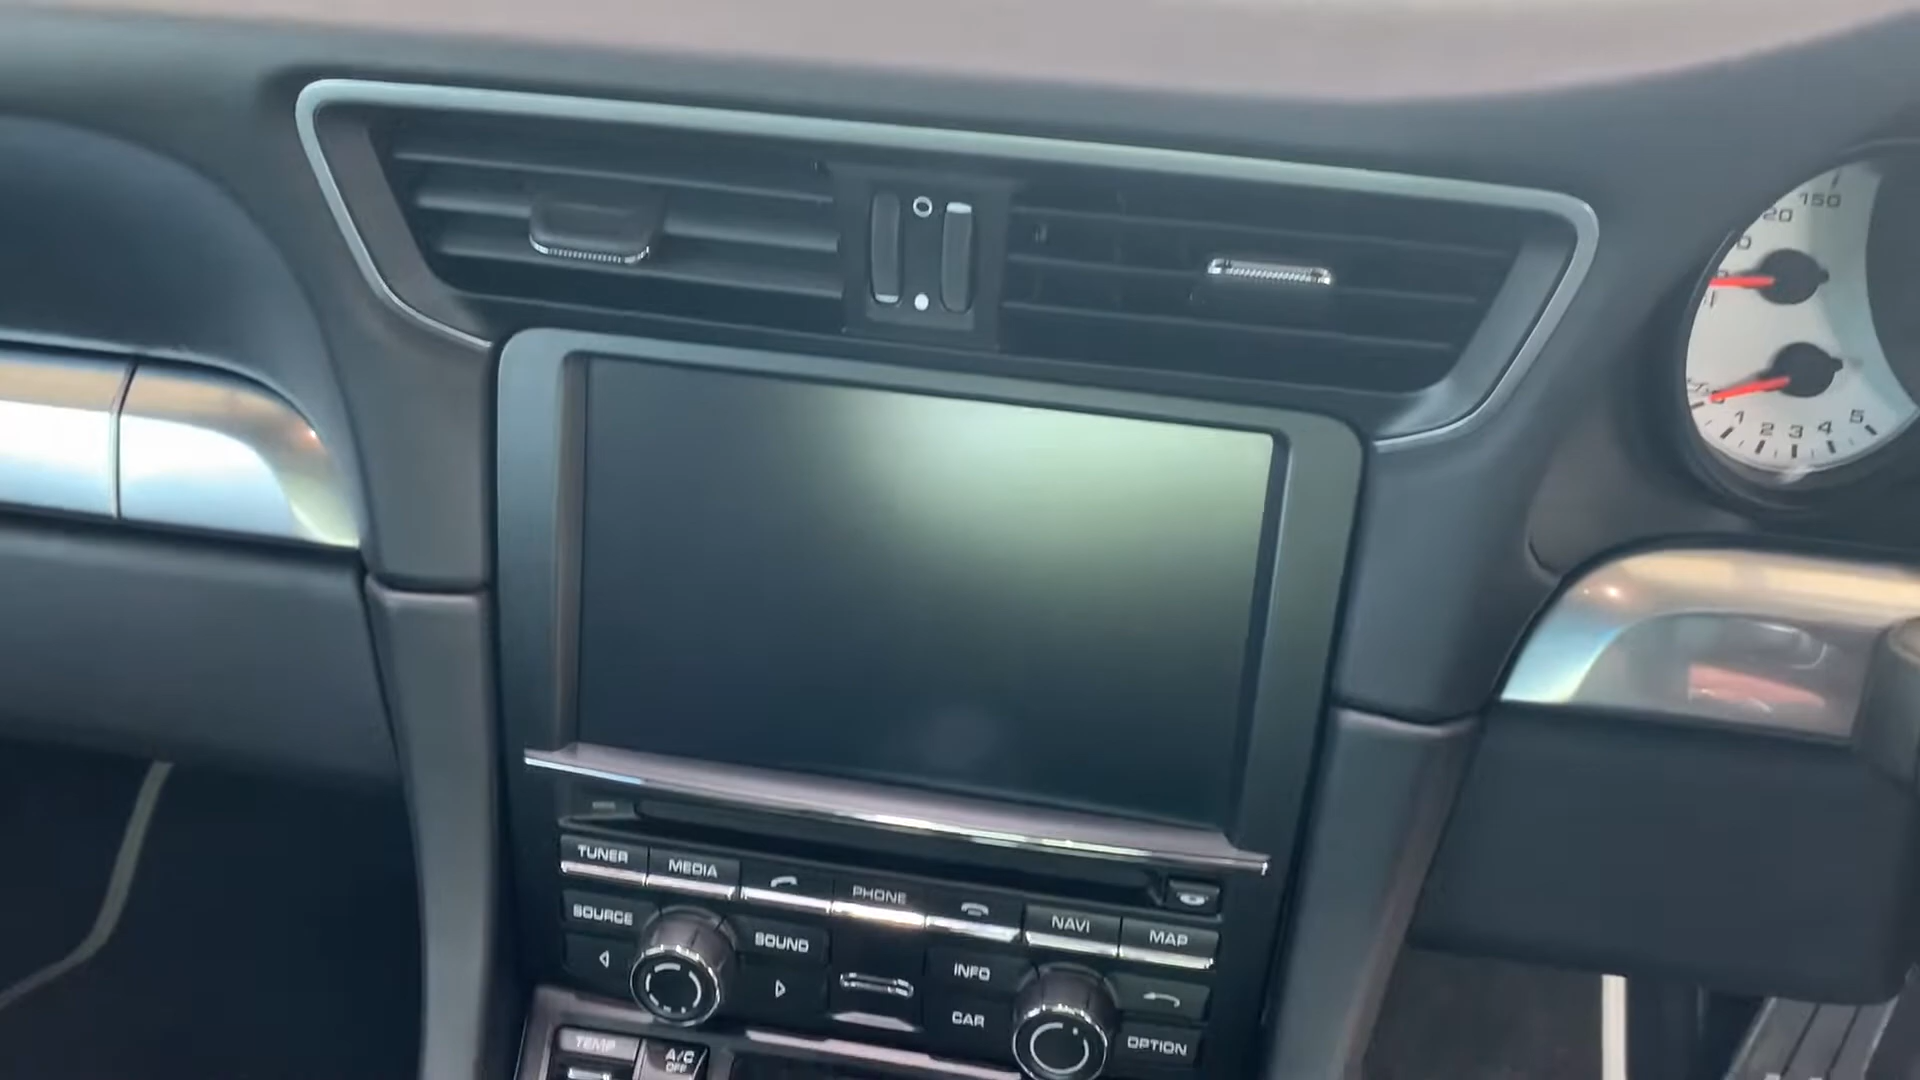 150
20
1 2 3 4 5
TUNER MEDIA PHONE NAVI MAP
SOURCE SOUND INFO
CAR OPTION
TEMP A/C
OFF